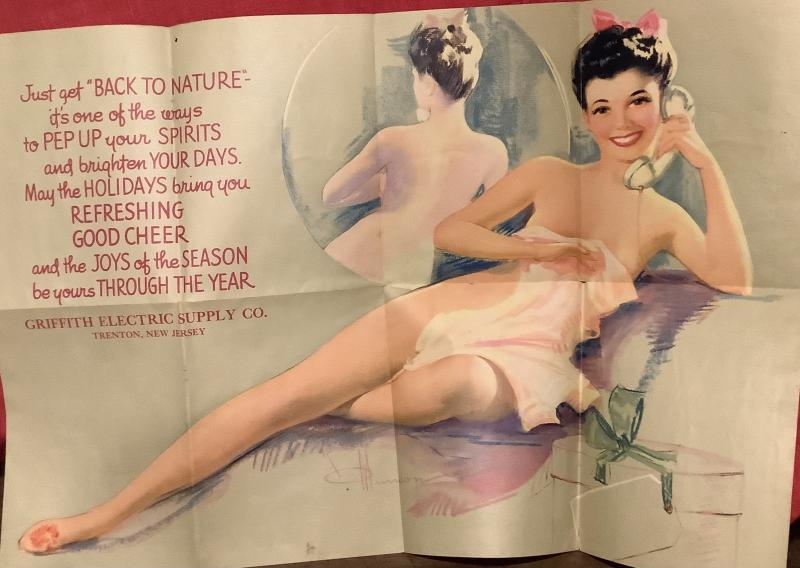 Just get "BACK TO NATURE"-
it's one of the ways
to PEP UP your SPIRITS
and brighten YOUR DAYS.
May the HOLIDAYS bring you
REFRESHING
GOOD CHEER
and the JOYS of the SEASON
be yours THROUGH THE YEAR
GRIFFITH ELECTRIC SUPPLY CO.
TRENTON, NEW JERSEY